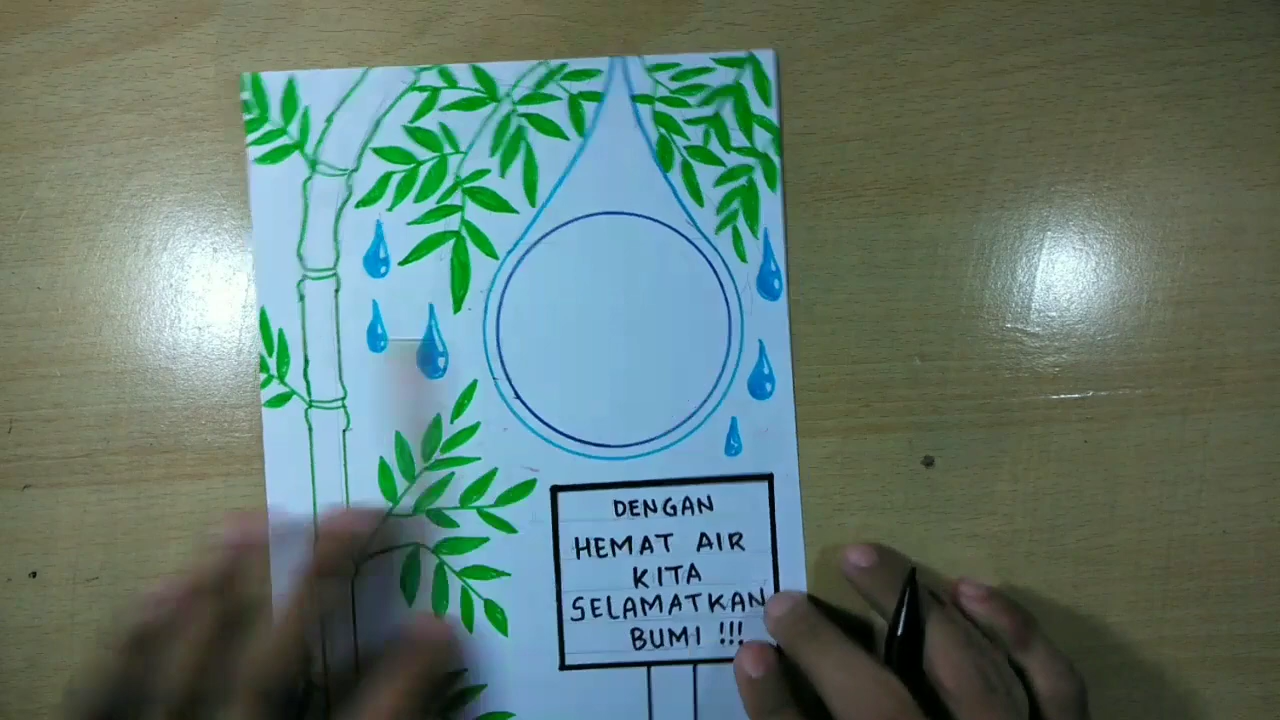 DENGAN
HEMAT AIR
KITA
SELAMATKAN
BUMI !!!